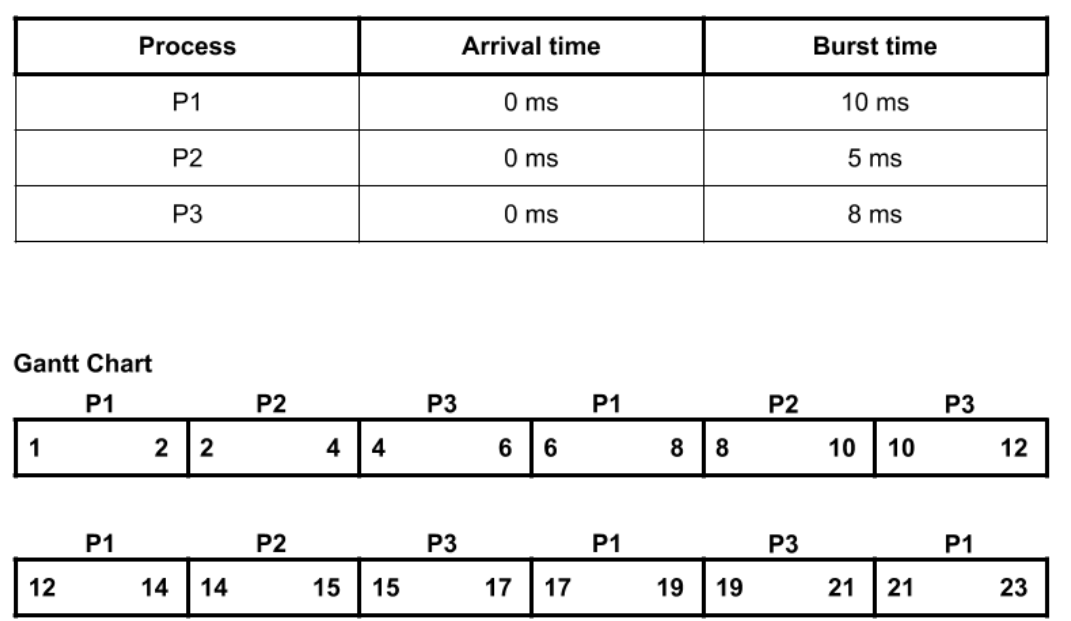 Process Arrival time Burst time
P1 0 ms 10 ms
P2 0 ms 5 ms
P3 0 ms 8 ms
Gantt Chart
P1 P2 P3 P1 P2 P3
1 2 2 4 4 6 6 8 8 10 10 12
P1 P2 P3 P1 P3 P1
12 14 14 15 15 17 17 19 19 21 21 23